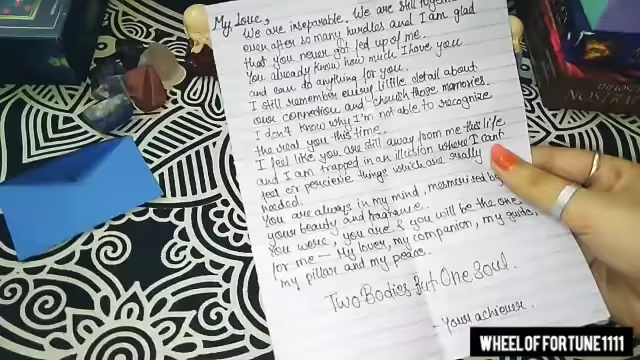 My Love,
We are inseparable. We are still together
even after so many hurdles and I am glad
that you never got fed up of me.
You already know how much I love you
and can do anything for you.
I still remember every little detail about
our connection and cherish those memories.
I don't know why I'm not able to recognize
the real you this time.
I feel like you are still away from me this life
and I am trapped in an illusion where I can't
feel or perceive things which are really
needed.
You are always in my mind, mesmerised by
your beauty and fragrance.
You were, you are & you will be the one
for me - My lover, my companion, my guide,
my pillar and my peace.
Two Bodies But One Soul.
- Your achiever.
NOSTRA
WHEEL OF FORTUNE1111